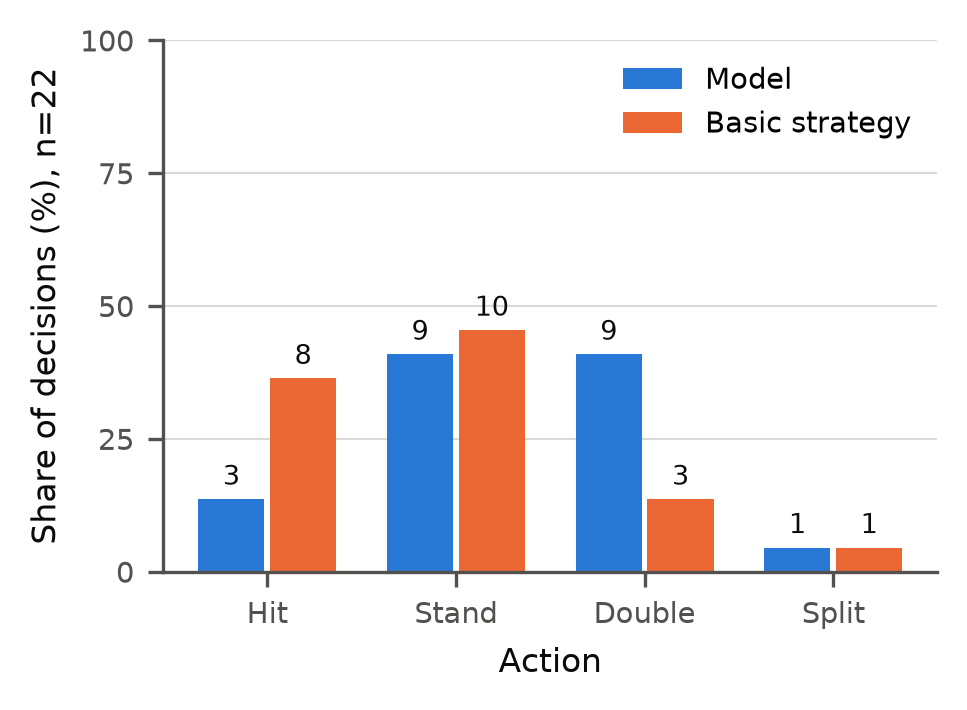 Share of decisions (%), n=22
100
75
50
25
0
Model
Basic strategy
3
8
9
10
9
3
1
1
Hit
Stand
Double
Split
Action